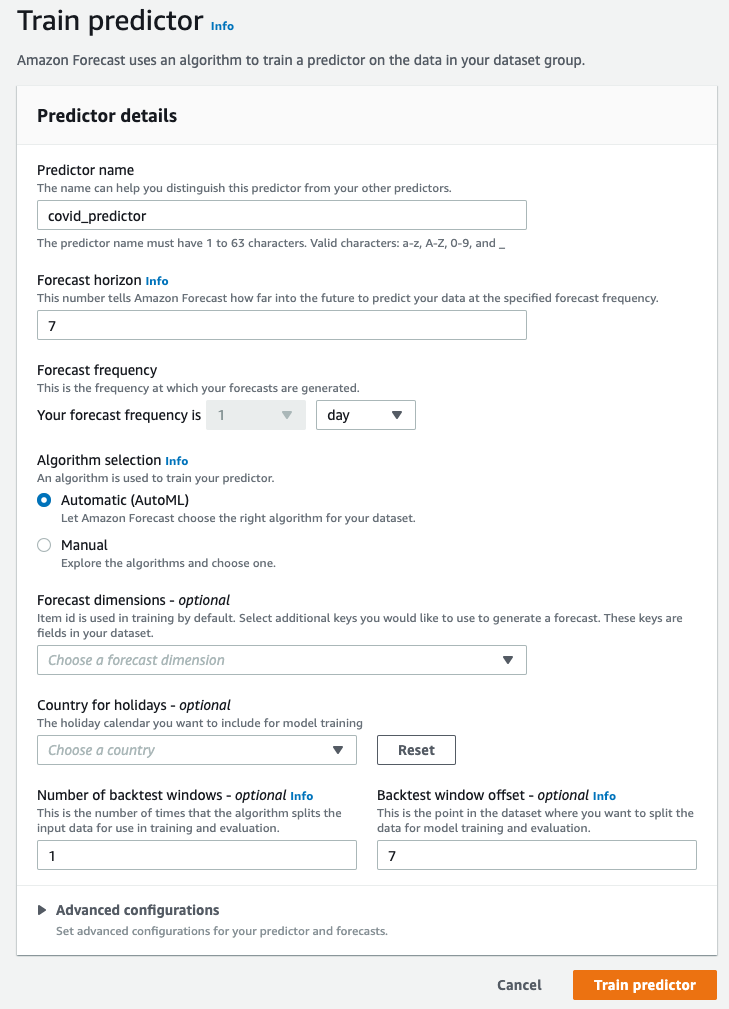 Train predictor Info
Amazon Forecast uses an algorithm to train a predictor on the data in your dataset group.
Predictor details
Predictor name
The name can help you distinguish this predictor from your other predictors.
covid_predictor
The predictor name must have 1 to 63 characters. Valid characters: a-z, A-Z, 0-9, and _
Forecast horizon Info
This number tells Amazon Forecast how far into the future to predict your data at the specified forecast frequency.
7
Forecast frequency
This is the frequency at which your forecasts are generated.
Your forecast frequency is 1 day
Algorithm selection Info
An algorithm is used to train your predictor.
Automatic (AutoML)
Let Amazon Forecast choose the right algorithm for your dataset.
Manual
Explore the algorithms and choose one.
Forecast dimensions - optional
Item id is used in training by default. Select additional keys you would like to use to generate a forecast. These keys are
fields in your dataset.
Choose a forecast dimension
Country for holidays - optional
The holiday calendar you want to include for model training
Choose a country Reset
Number of backtest windows - optional Info
This is the number of times that the algorithm splits the
input data for use in training and evaluation.
1
Backtest window offset - optional Info
This is the point in the dataset where you want to split the
data for model training and evaluation.
7
Advanced configurations
Set advanced configurations for your predictor and forecasts.
Cancel Train predictor